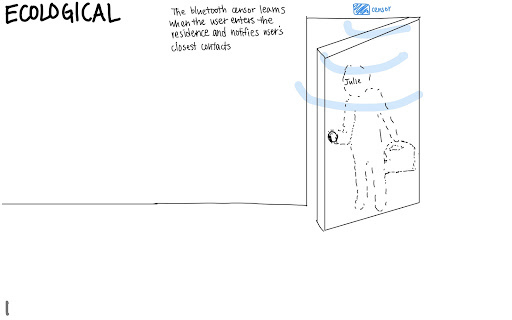 ECOLOGICAL
The bluetooth censor learns
when the user enters the
residence and notifies user's
closest contacts
censor
Julie